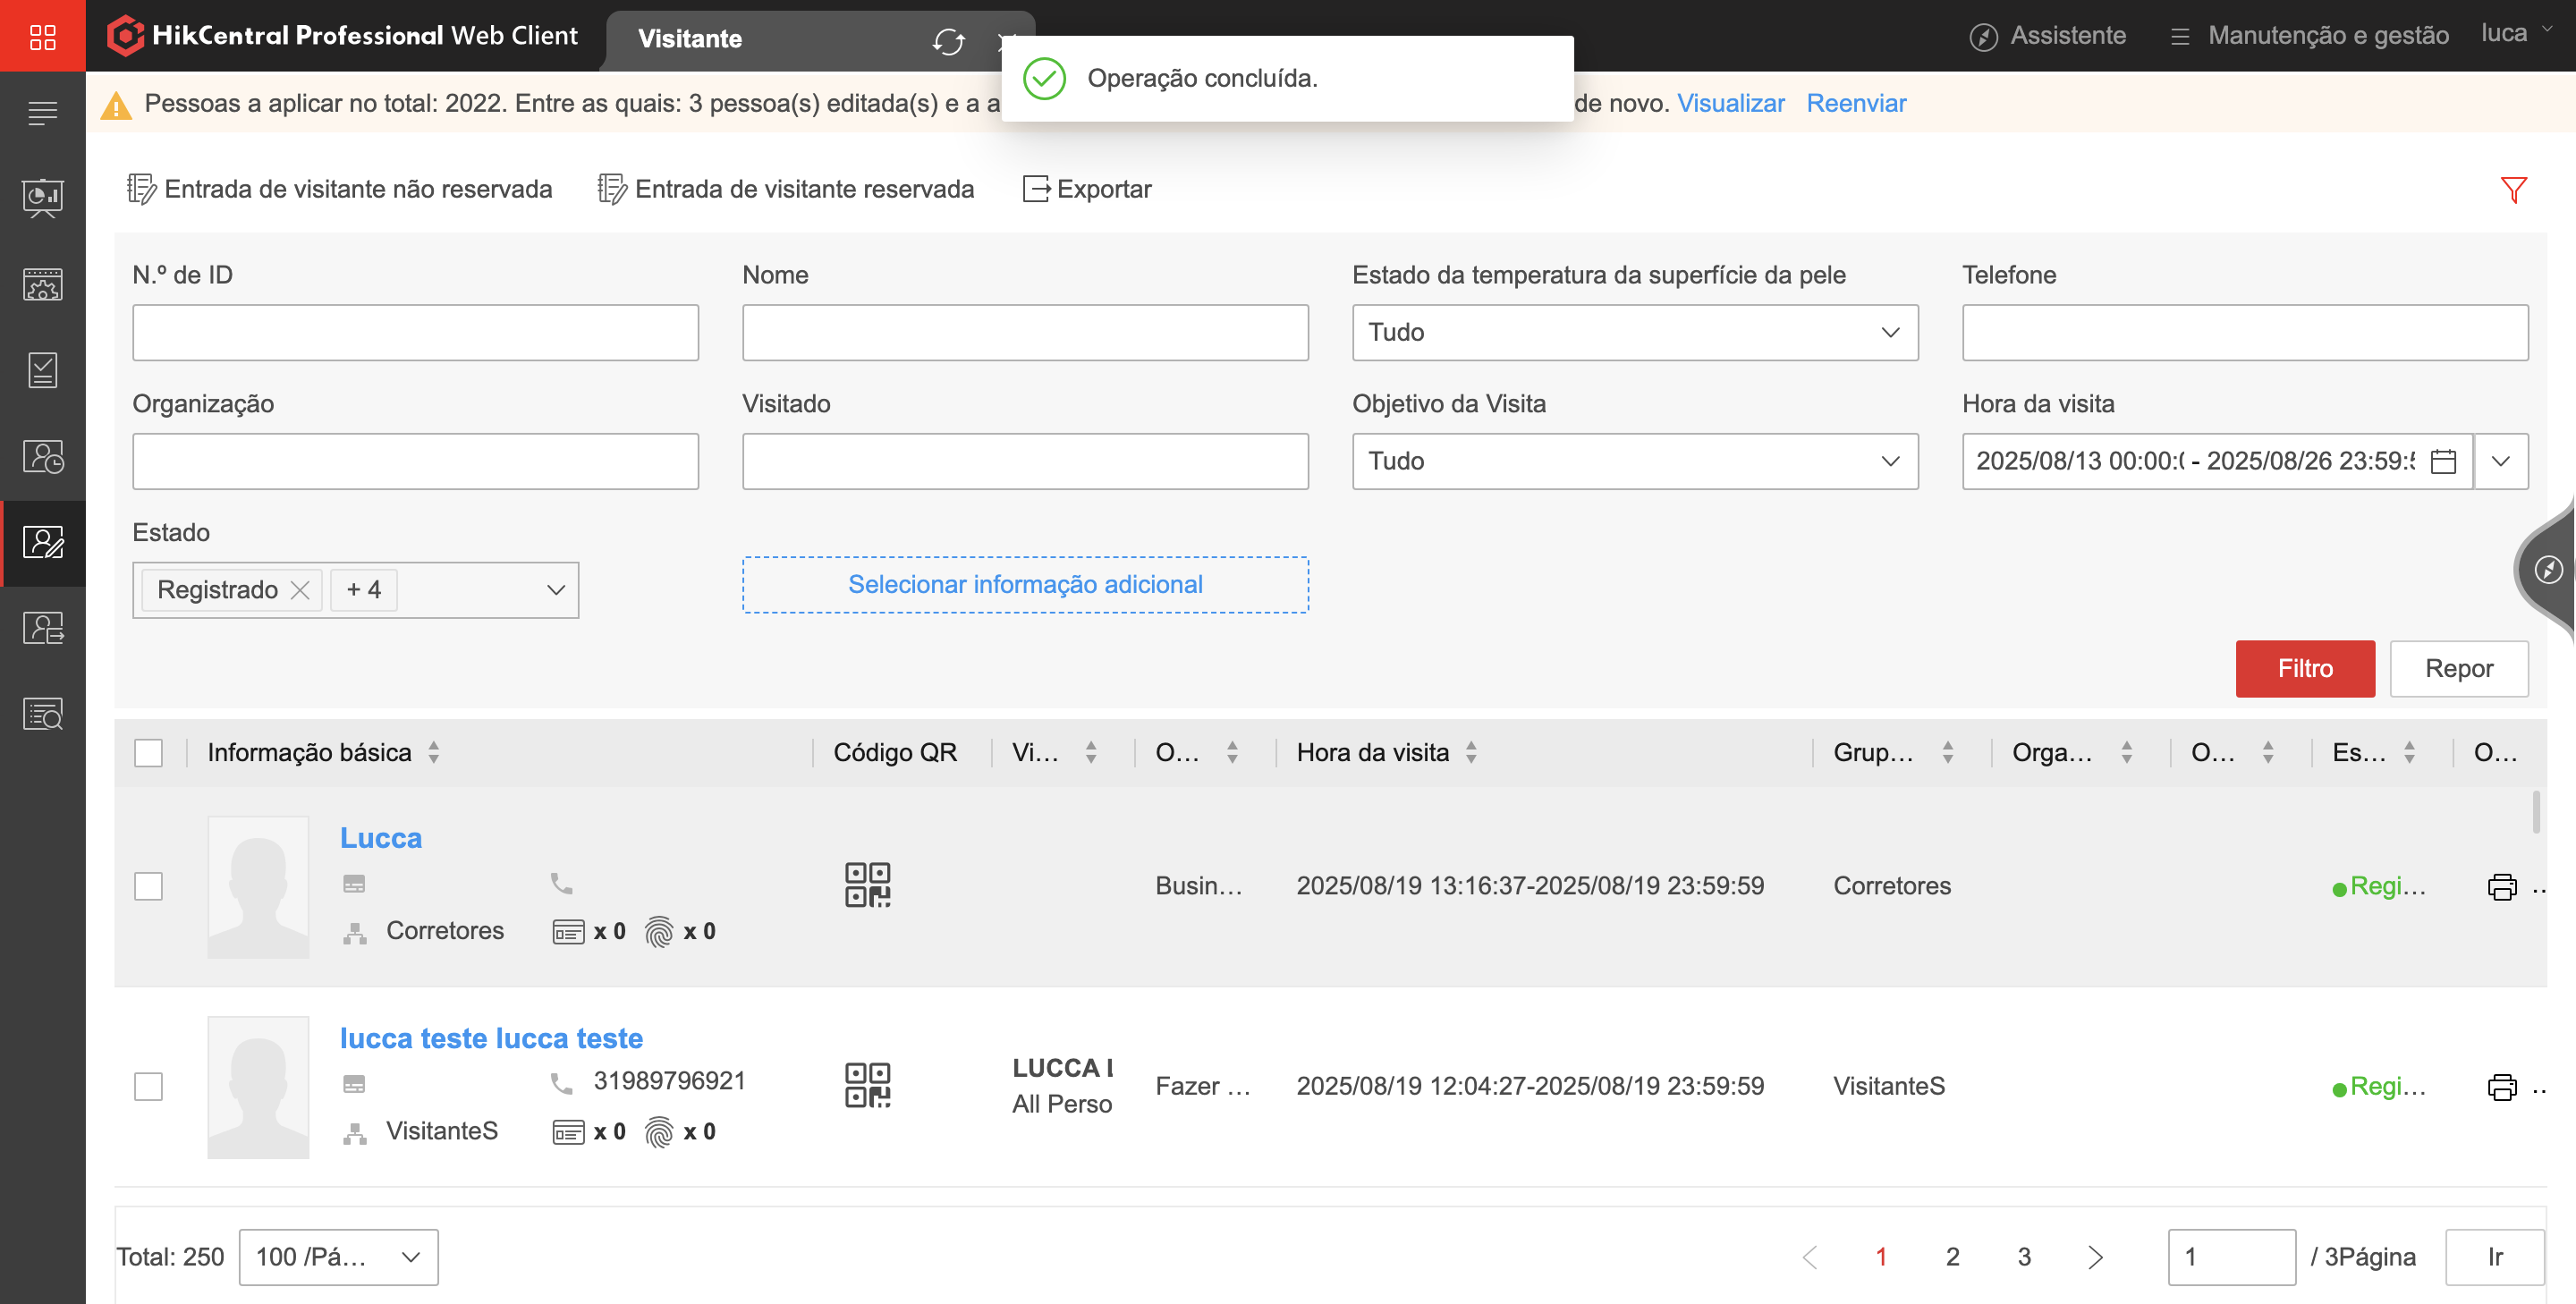 HikCentral Professional Web Client
Visitante
Assistente
Manutenção e gestão
luca
Operação concluída.
Pessoas a aplicar no total: 2022. Entre as quais: 3 pessoa(s) editada(s) e a a
de novo. Visualizar Reenviar
Entrada de visitante não reservada
Entrada de visitante reservada
Exportar
N.º de ID
Nome
Estado da temperatura da superfície da pele
Telefone
Tudo
Organização
Visitado
Objetivo da Visita
Hora da visita
Tudo
2025/08/13 00:00:0 - 2025/08/26 23:59:5
Estado
Registrado
+ 4
Selecionar informação adicional
Filtro
Repor
Informação básica
Código QR
Vi...
O...
Hora da visita
Grup...
Orga...
O...
Es...
O...
Lucca
Corretores
x 0
x 0
Busin...
2025/08/19 13:16:37-2025/08/19 23:59:59
Corretores
Regi...
..
lucca teste lucca teste
31989796921
VisitanteS
x 0
x 0
LUCCA L
All Perso
Fazer ...
2025/08/19 12:04:27-2025/08/19 23:59:59
VisitanteS
Regi...
..
Total: 250
100 /Pá...
1
2
3
1
/ 3Página
Ir